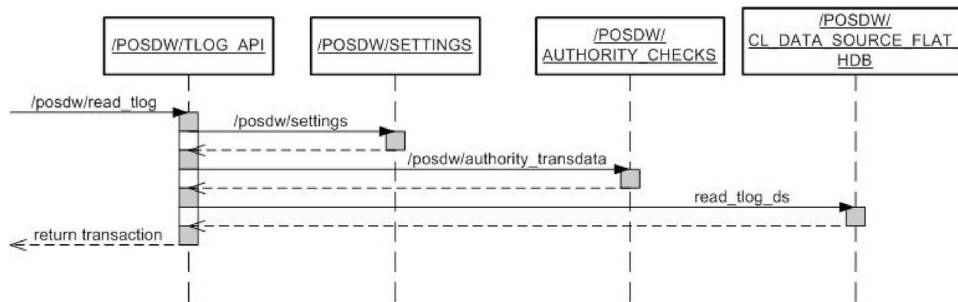 /POSDW/TLOG_API
/POSDW/SETTINGS
/POSDW/
AUTHORITY_CHECKS
/POSDW/
CL_DATA_SOURCE_FLAT_
HDB
/posdw/read_tlog
/posdw/settings
/posdw/authority_transdata
read_tlog_ds
return transaction